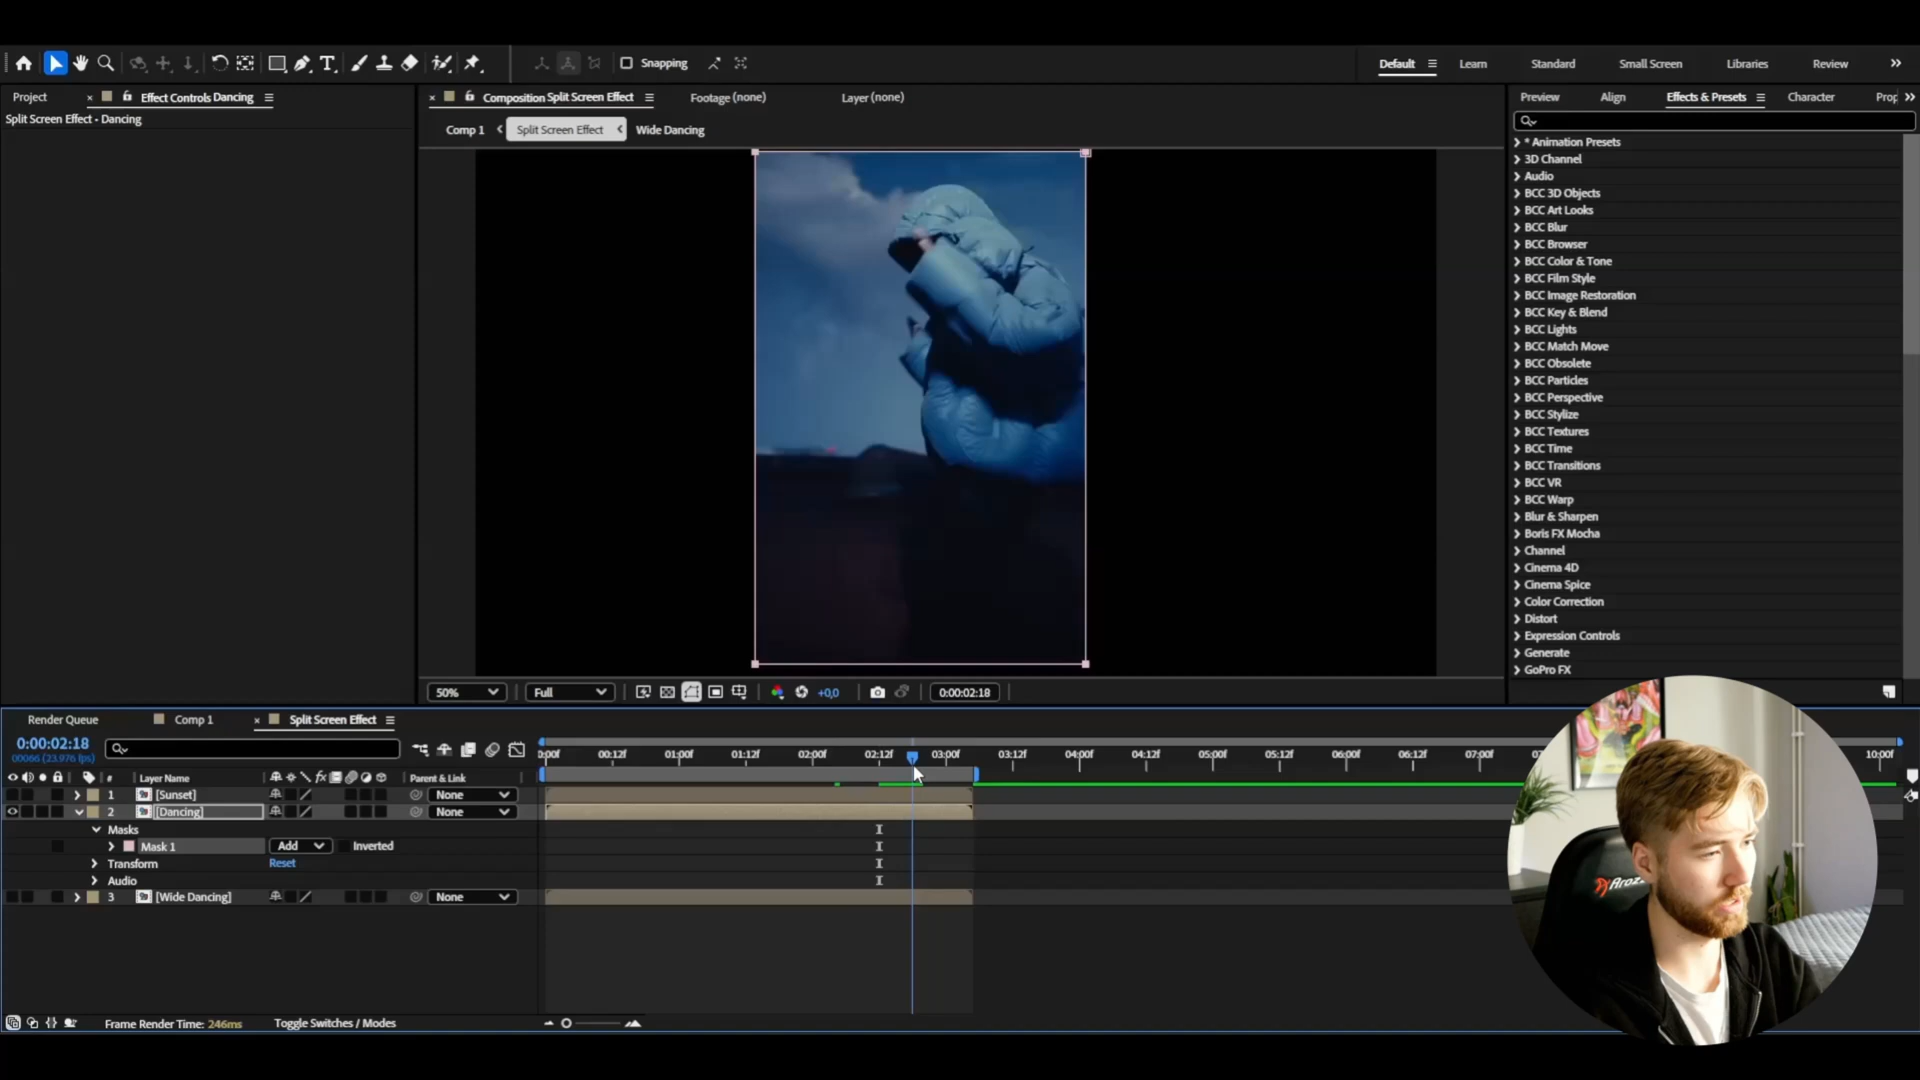 Snapping
Default
Learn
Standard
Small Screen
Libraries
Review
Project
Effect Controls Dancing
Composition Split Screen Effect
Footage (none)
Layer (none)
Preview
Align
Effects & Presets
Character
Prop
Split Screen Effect - Dancing
Comp 1
Split Screen Effect
Wide Dancing
* Animation Presets
3D Channel
Audio
BCC 3D Objects
BCC Art Looks
BCC Blur
BCC Browser
BCC Color & Tone
BCC Film Style
BCC Image Restoration
BCC Key & Blend
BCC Lights
BCC Match Move
BCC Obsolete
BCC Particles
BCC Perspective
BCC Stylize
BCC Textures
BCC Time
BCC Transitions
BCC VR
BCC Warp
Blur & Sharpen
Boris FX Mocha
Channel
Cinema 4D
Cinema Spice
Color Correction
Distort
Expression Controls
Generate
GoPro FX
50%
Full
+0,0
0:00:02:18
Render Queue
Comp 1
Split Screen Effect
0:00:02:18
00066 (23.976 fps)
:00f 00:12f 01:00f 01:12f 02:00f 02:12f 03:00f 03:12f 04:00f 04:12f 05:00f 05:12f 06:00f 06:12f 07:00f 10:00f
# Layer Name
fx
Parent & Link
1 [Sunset] None
2 [Dancing] None
Masks
Mask 1 Add Inverted
Transform Reset
Audio
3 [Wide Dancing] None
Frame Render Time: 246ms
Toggle Switches / Modes